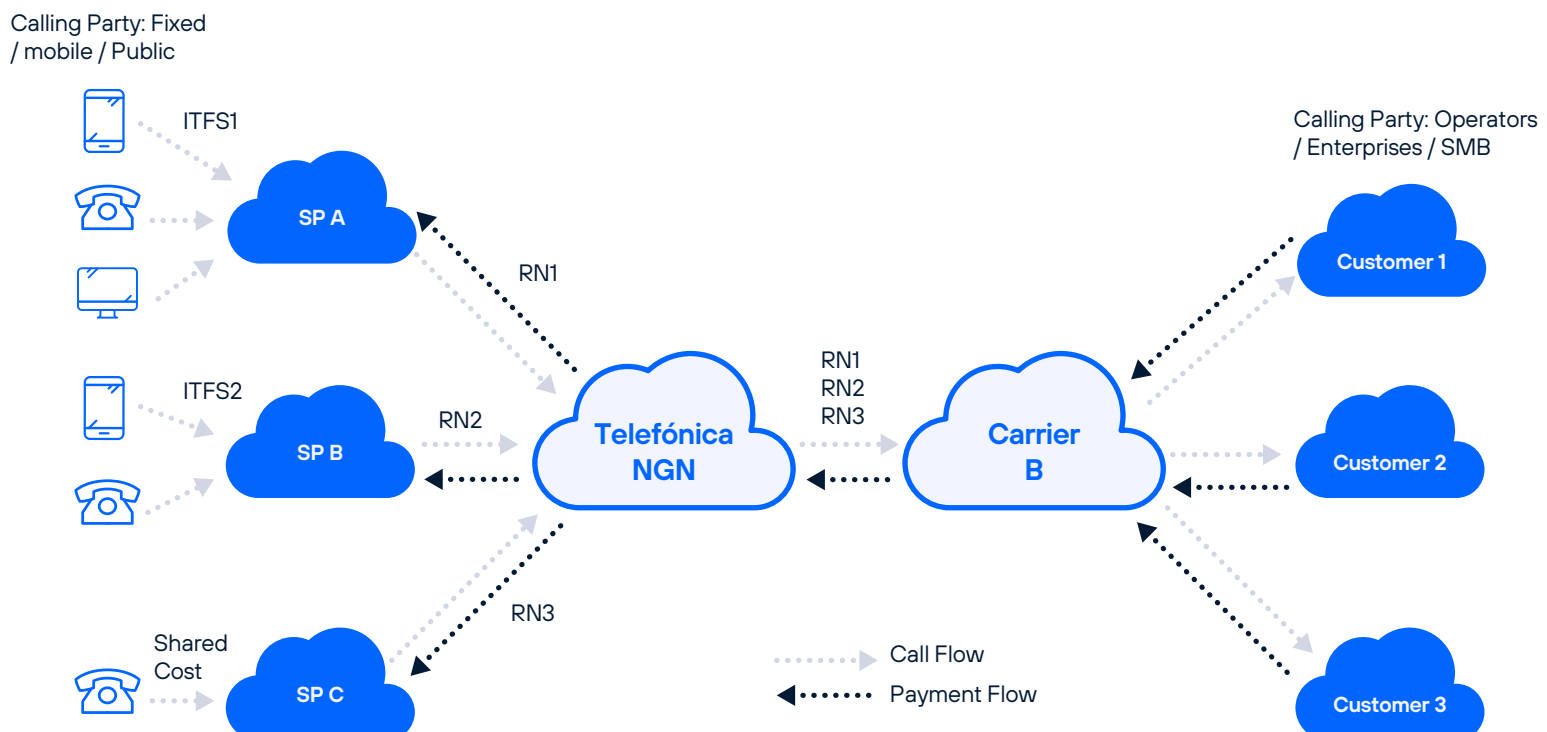 Calling Party: Fixed
/ mobile / Public
ITFS1
Calling Party: Operators
/ Enterprises / SMB
SP A
Customer 1
RN1
RN1
RN2
RN3
ITFS2
RN2
SP B
Telefónica
NGN
Carrier
B
Customer 2
RN3
Shared
Cost
SP C
Call Flow
Payment Flow
Customer 3